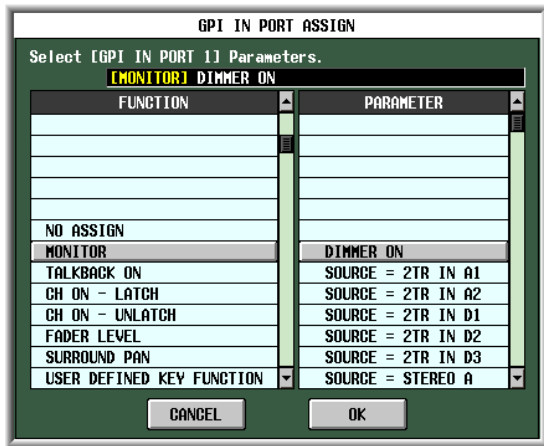 GPI IN PORT ASSIGN
Select [GPI IN PORT 1] Parameters.
[MONITOR] DIMMER ON
FUNCTION PARAMETER
NO ASSIGN
MONITOR DIMMER ON
TALKBACK ON SOURCE = 2TR IN A1
CH ON - LATCH SOURCE = 2TR IN A2
CH ON - UNLATCH SOURCE = 2TR IN D1
FADER LEVEL SOURCE = 2TR IN D2
SURROUND PAN SOURCE = 2TR IN D3
USER DEFINED KEY FUNCTION SOURCE = STEREO A
CANCEL OK